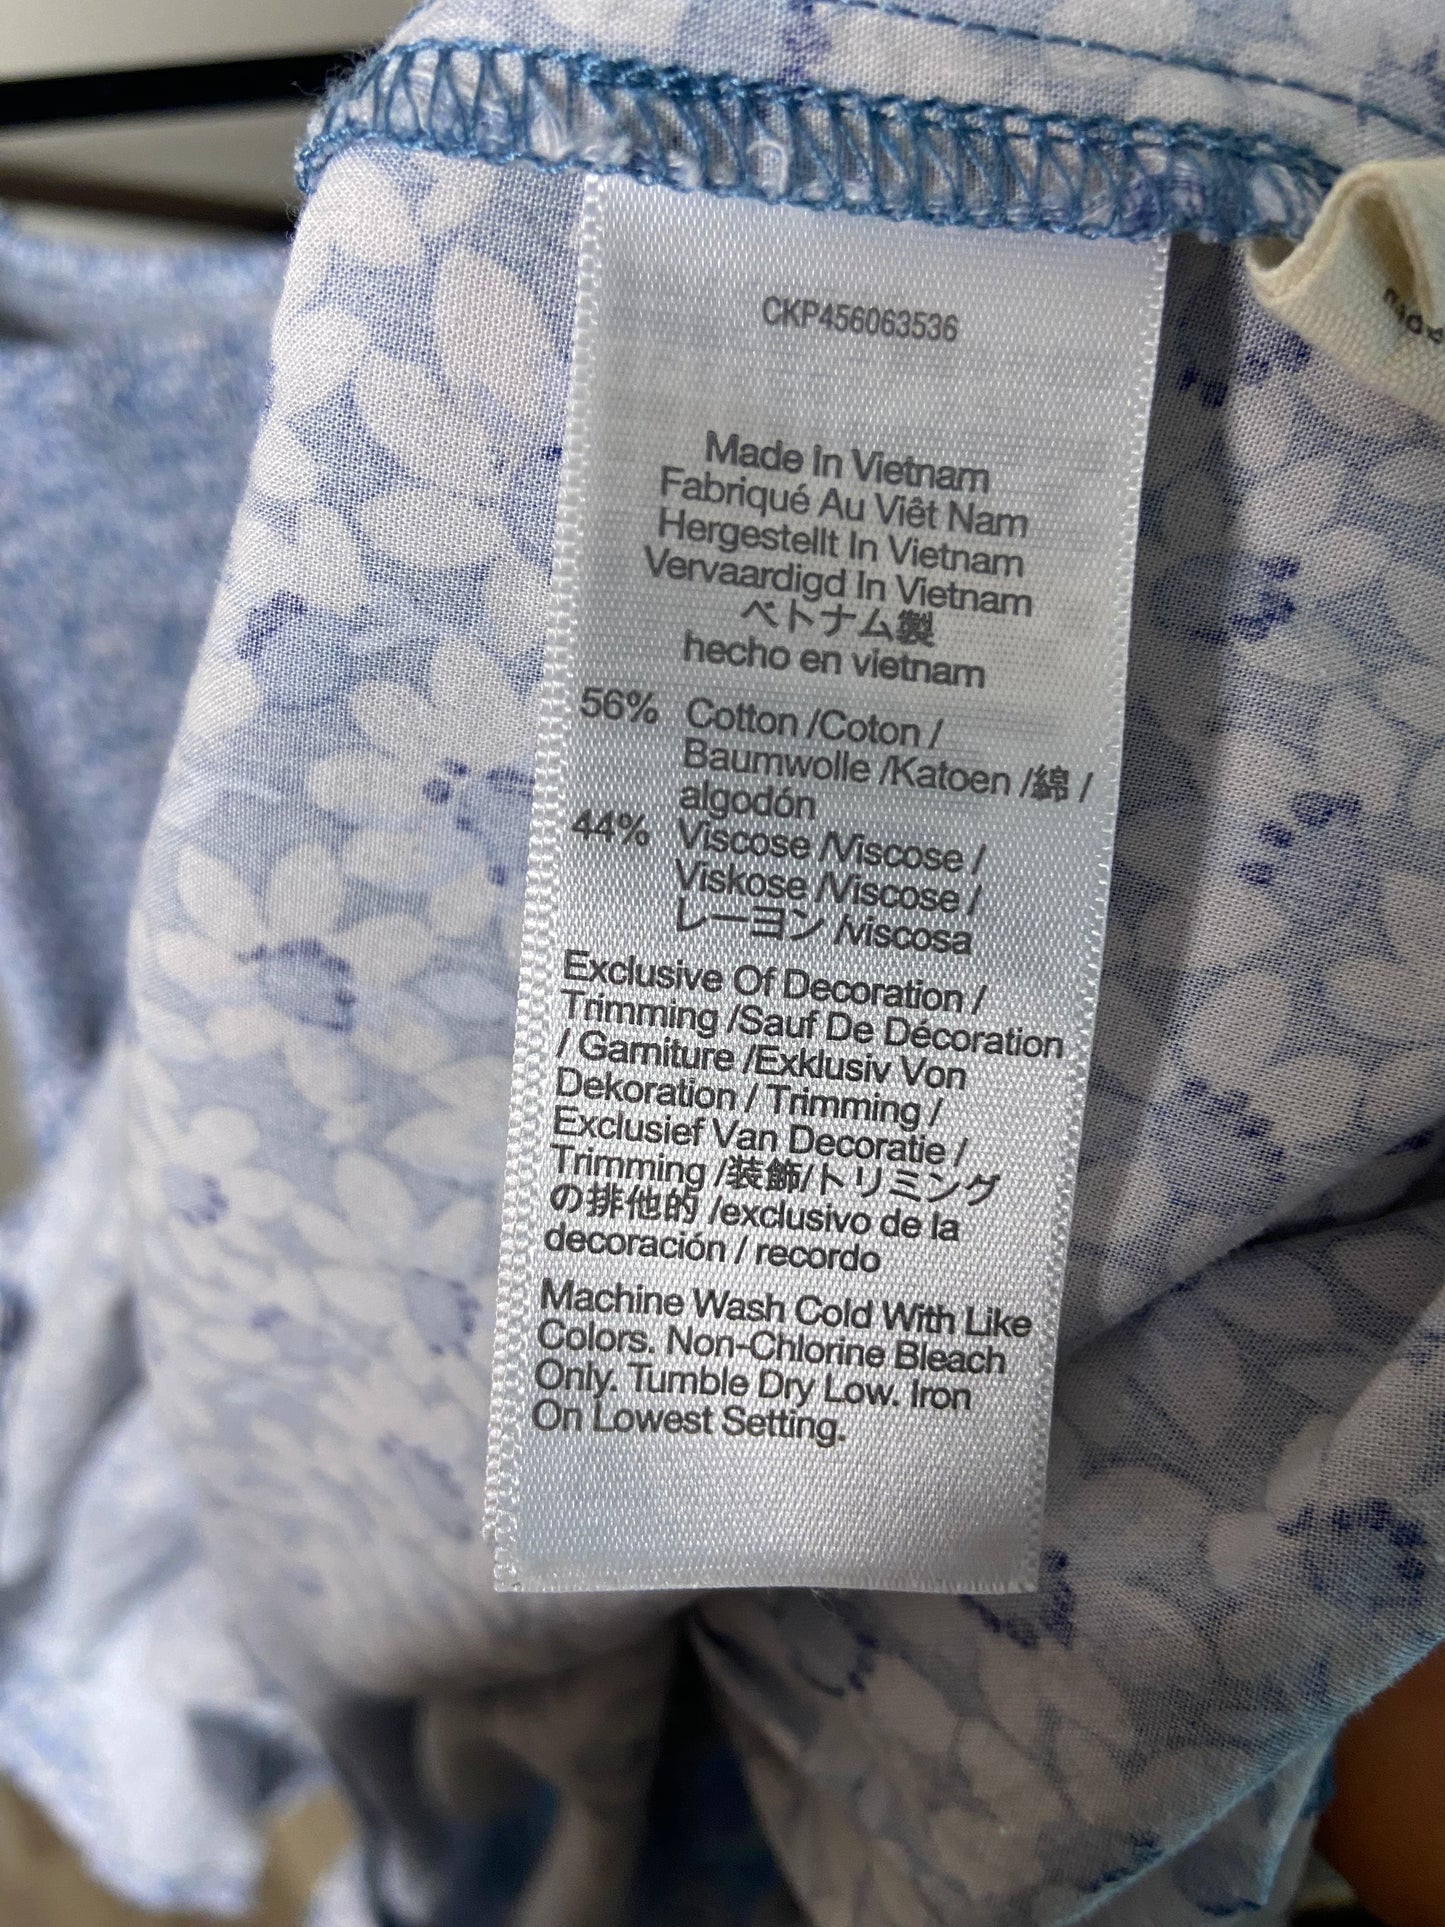 CKP456063536
Made In Vietnam
Fabriqué Au Viêt Nam
Hergestellt In Vietnam
Vervaardigd In Vietnam
ベトナム製
hecho en vietnam
56% Cotton /Coton /
Baumwolle /Katoen /綿 /
algodón
44% Viscose /Viscose /
Viskose /Viscose /
レーヨン /viscosa
Exclusive Of Decoration /
Trimming /Sauf De Décoration
/ Garniture /Exklusiv Von
Dekoration / Trimming /
Exclusief Van Decoratie /
Trimming /装飾/トリミング
の排他的 /exclusivo de la
decoración / recordo
Machine Wash Cold With Like
Colors. Non-Chlorine Bleach
Only. Tumble Dry Low. Iron
On Lowest Setting.